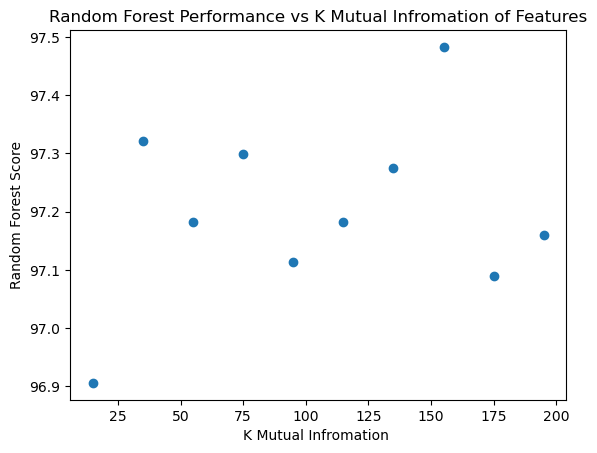 Random Forest Performance vs K Mutual Infromation of Features
97.5
97.4
97.3
97.2
97.1
97.0
96.9
Random Forest Score
25 50 75 100 125 150 175 200
K Mutual Infromation